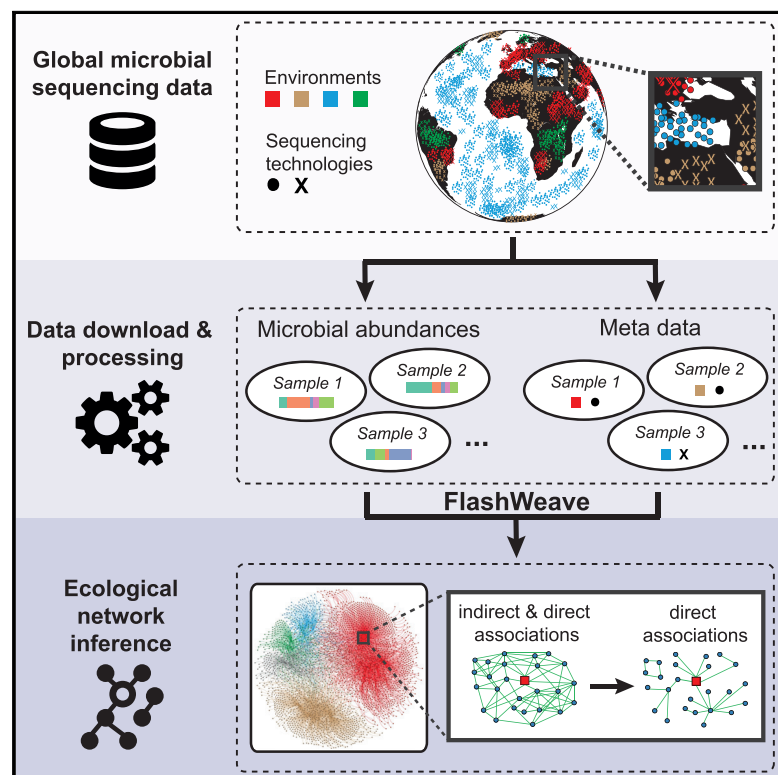 Global microbial
sequencing data
Environments
Sequencing
technologies
X
Data download &
processing
Microbial abundances
Meta data
Sample 1
Sample 2
Sample 3
...
Sample 1
Sample 2
Sample 3
X
...
FlashWeave
Ecological
network
inference
indirect & direct
associations
direct
associations